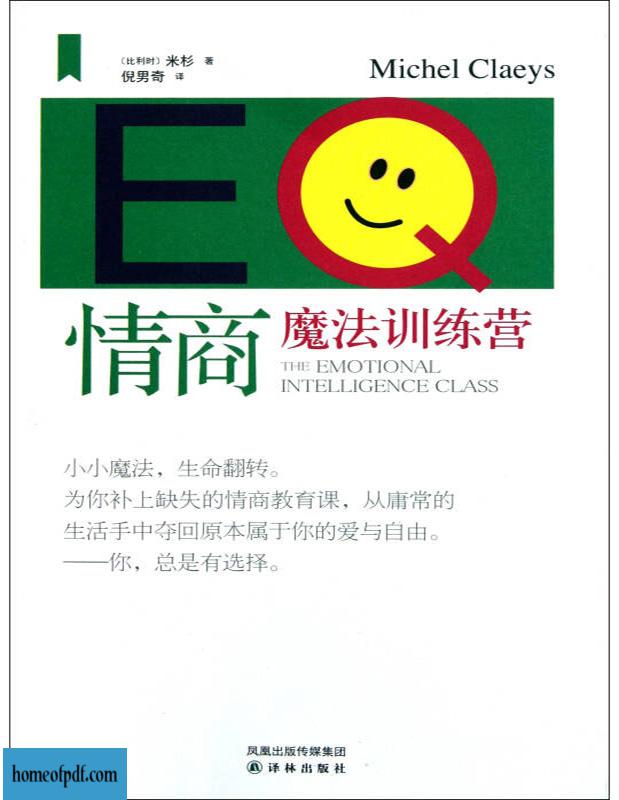 （比利时）米杉 著
倪男奇 译
Michel Claeys
EQ
情商 魔法训练营
THE EMOTIONAL
INTELLIGENCE CLASS
小小魔法，生命翻转。
为你补上缺失的情商教育课，从庸常的
生活手中夺回原本属于你的爱与自由。
——你，总是有选择。
凤凰出版传媒集团
译林出版社
homeofpdf.com